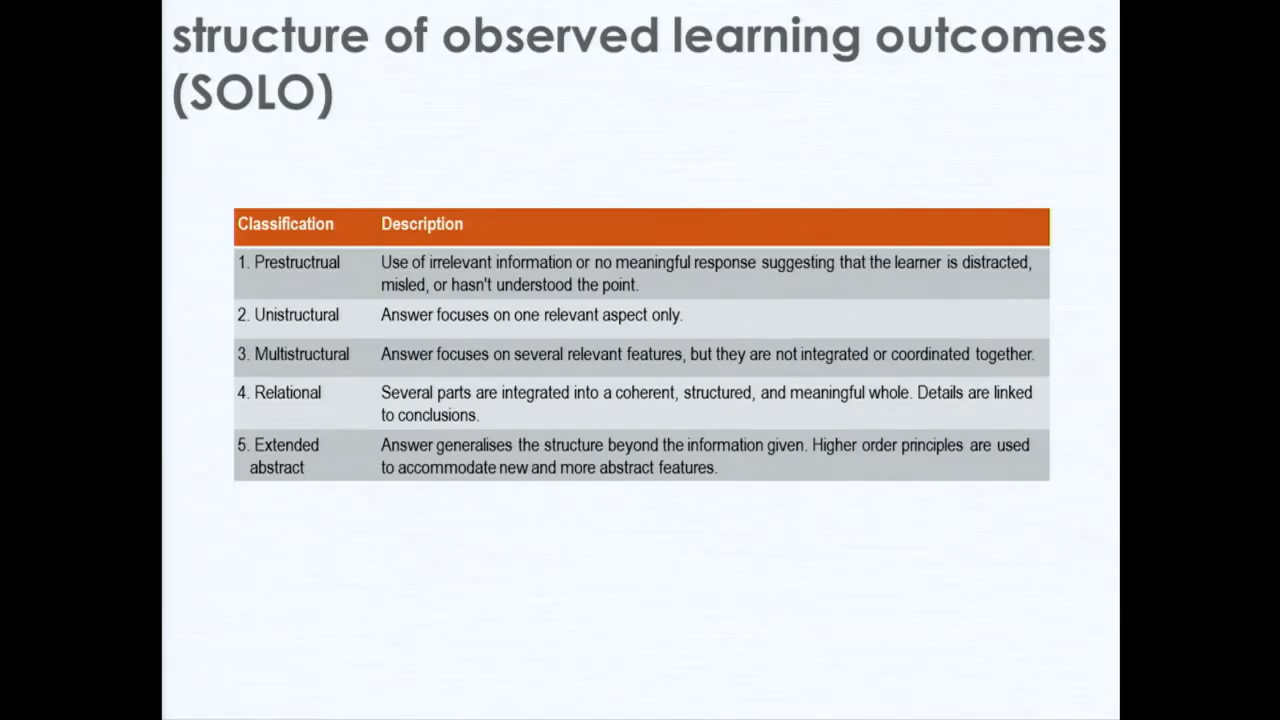 structure of observed learning outcomes
(SOLO)
Classification Description
1. Prestructrual Use of irrelevant information or no meaningful response suggesting that the learner is distracted,
misled, or hasn't understood the point.
2. Unistructural Answer focuses on one relevant aspect only.
3. Multistructural Answer focuses on several relevant features, but they are not integrated or coordinated together.
4. Relational Several parts are integrated into a coherent, structured, and meaningful whole. Details are linked
to conclusions.
5. Extended Answer generalises the structure beyond the information given. Higher order principles are used
abstract to accommodate new and more abstract features.